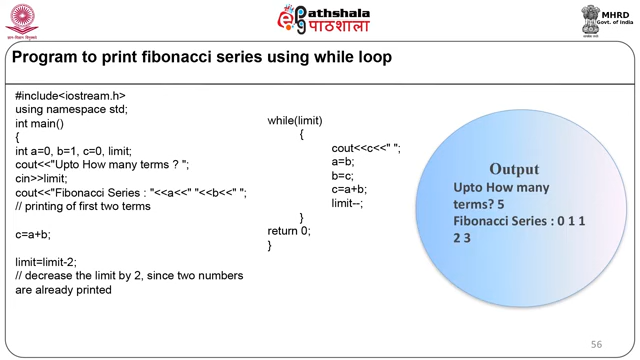 Pathshala
पाठशाला
MHRD
Govt. of India
Program to print fibonacci series using while loop
#include<iostream.h>
using namespace std;
int main()
{
int a=0, b=1, c=0, limit;
cout<<"Upto How many terms ? ";
cin>>limit;
cout<<"Fibonacci Series : "<<a<<" "<<b<<" ";
// printing of first two terms
c=a+b;
limit=limit-2;
// decrease the limit by 2, since two numbers
are already printed
while(limit)
{
cout<<c<<" ";
a=b;
b=c;
c=a+b;
limit--;
}
return 0;
}
Output
Upto How many
terms? 5
Fibonacci Series : 0 1 1
2 3
56